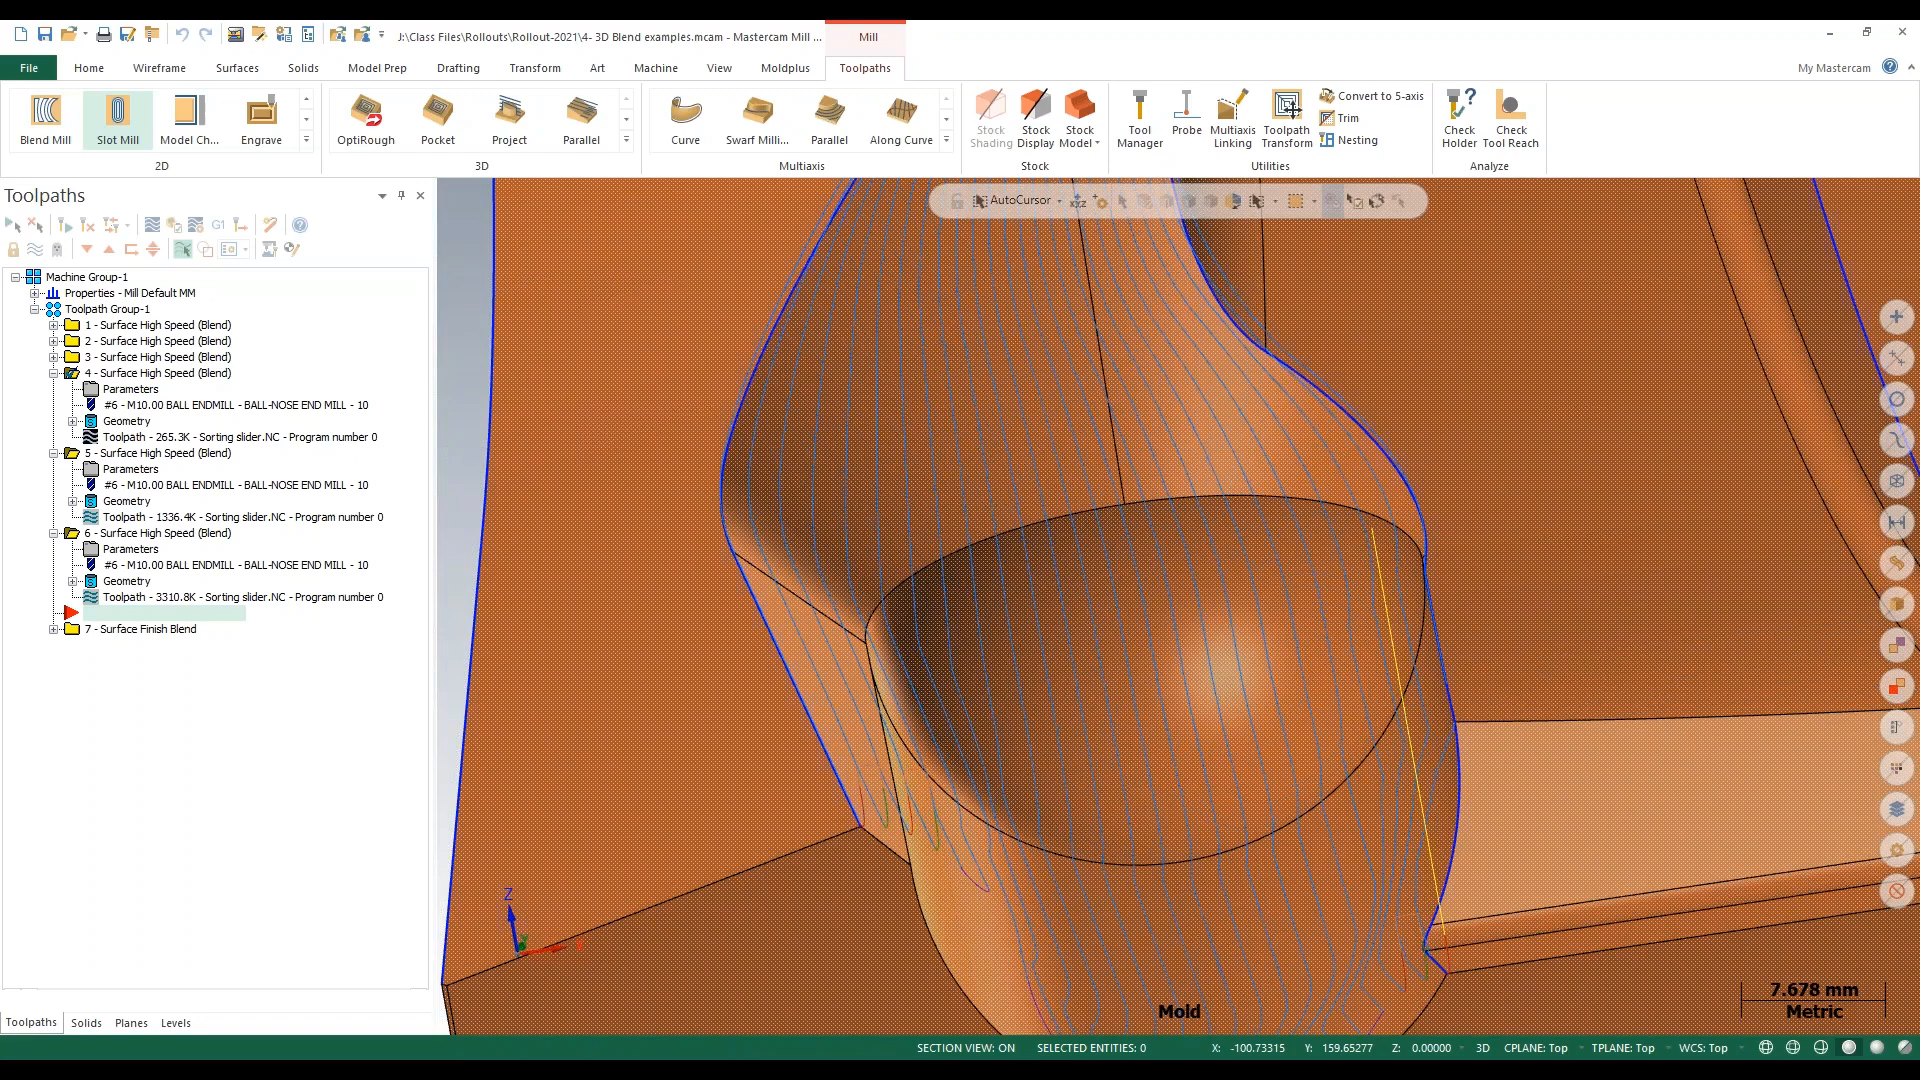 J:\Class Files\Rollouts\Rollout-2021\4- 3D Blend examples.mcam - Mastercam Mill ...
Mill
File
Home
Wireframe
Surfaces
Solids
Model Prep
Drafting
Transform
Art
Machine
View
Moldplus
Toolpaths
My Mastercam
Blend Mill
Slot Mill
Model Ch...
Engrave
2D
OptiRough
Pocket
Project
Parallel
3D
Curve
Swarf Milli...
Parallel
Along Curve
Multiaxis
Stock Shading
Stock Display
Stock Model
Stock
Tool Manager
Probe
Multiaxis Linking
Toolpath Transform
Convert to 5-axis
Trim
Nesting
Utilities
Check Holder
Check Tool Reach
Analyze
Toolpaths
G1
AutoCursor
XYZ
Machine Group-1
Properties - Mill Default MM
Toolpath Group-1
1 - Surface High Speed (Blend)
2 - Surface High Speed (Blend)
3 - Surface High Speed (Blend)
4 - Surface High Speed (Blend)
Parameters
#6 - M10.00 BALL ENDMILL - BALL-NOSE END MILL - 10
Geometry
Toolpath - 265.3K - Sorting slider.NC - Program number 0
5 - Surface High Speed (Blend)
Parameters
#6 - M10.00 BALL ENDMILL - BALL-NOSE END MILL - 10
Geometry
Toolpath - 1336.4K - Sorting slider.NC - Program number 0
6 - Surface High Speed (Blend)
Parameters
#6 - M10.00 BALL ENDMILL - BALL-NOSE END MILL - 10
Geometry
Toolpath - 3310.8K - Sorting slider.NC - Program number 0
7 - Surface Finish Blend
Z
Y
X
Mold
7.678 mm
Metric
Toolpaths
Solids
Planes
Levels
SECTION VIEW: ON
SELECTED ENTITIES: 0
X: -100.73315
Y: 159.65277
Z: 0.00000
3D
CPLANE: Top
TPLANE: Top
WCS: Top